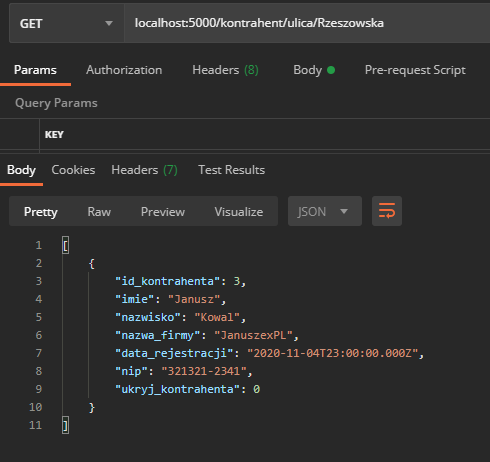 GET localhost:5000/kontrahent/ulica/Rzeszowska
Params Authorization Headers (8) Body Pre-request Script
Query Params
KEY
Body Cookies Headers (7) Test Results
Pretty Raw Preview Visualize JSON
1 [
2 {
3 "id_kontrahenta": 3,
4 "imie": "Janusz",
5 "nazwisko": "Kowal",
6 "nazwa_firmy": "JanuszexPL",
7 "data_rejestracji": "2020-11-04T23:00:00.000Z",
8 "nip": "321321-2341",
9 "ukryj_kontrahenta": 0
10 }
11 ]